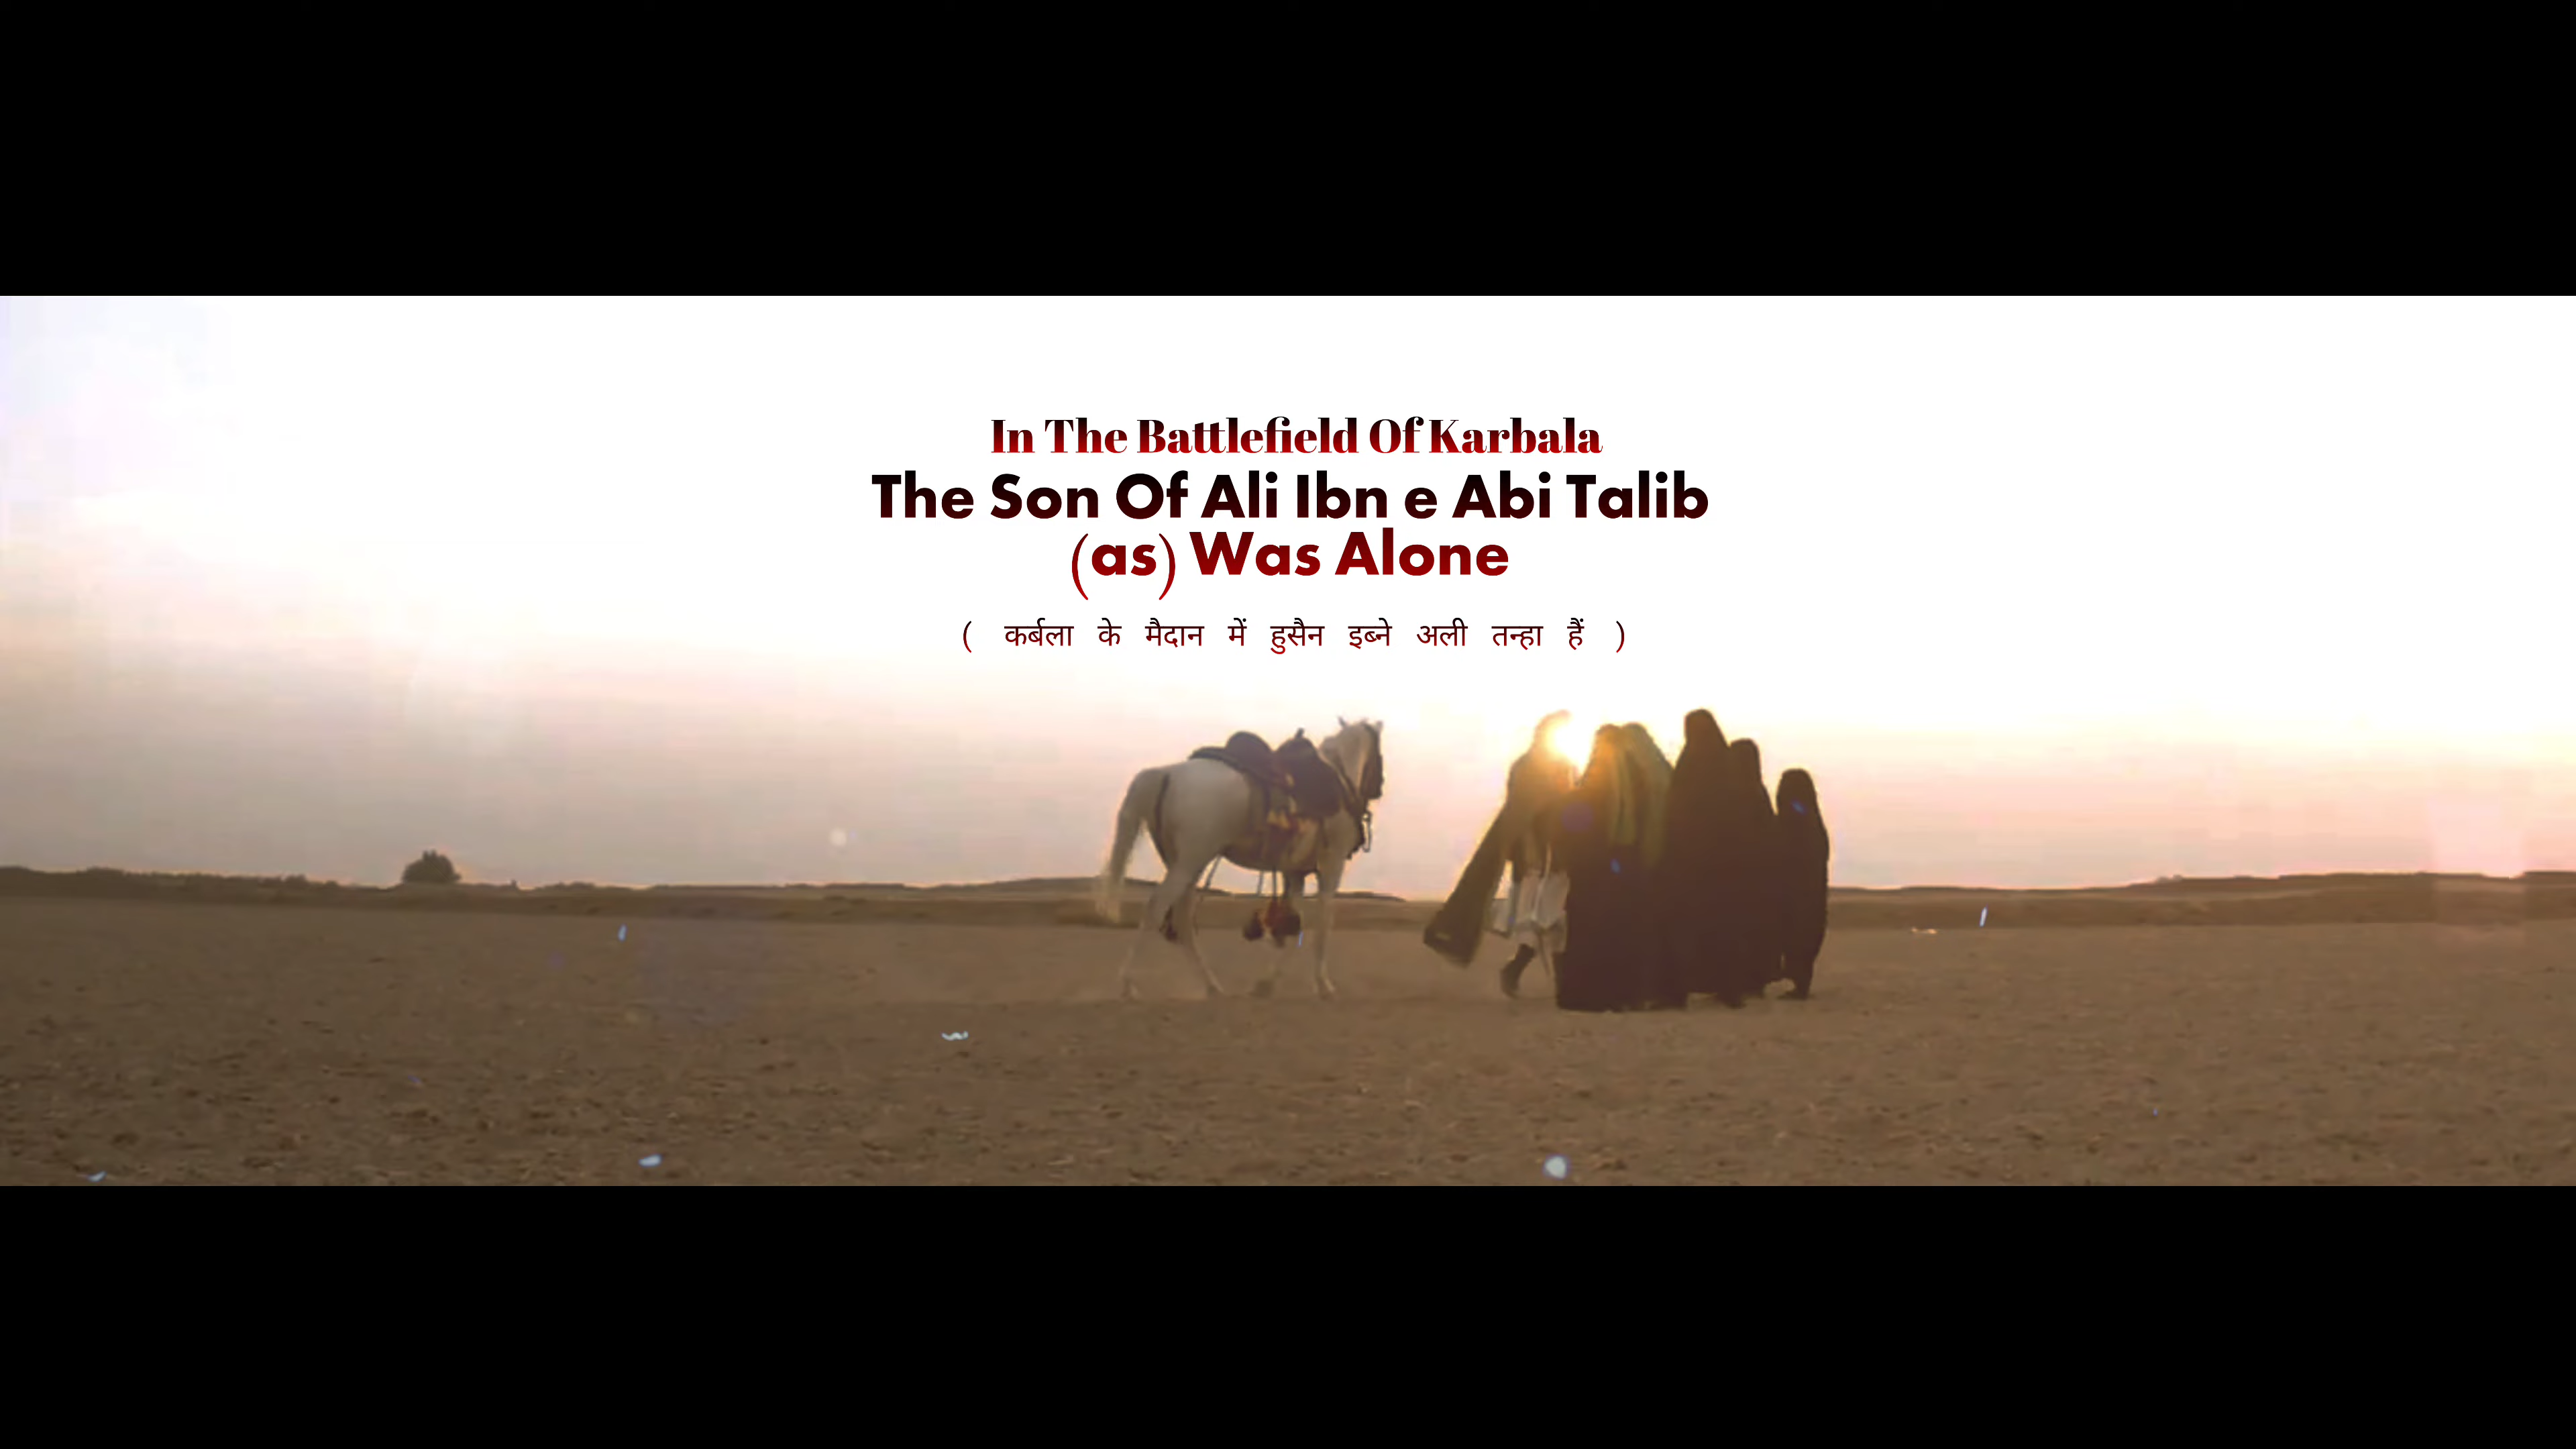 In The Battlefield Of Karbala
The Son Of Ali Ibn e Abi Talib
(as) Was Alone
( कर्बला के मैदान में हुसैन इब्ने अली तन्हा हैं )